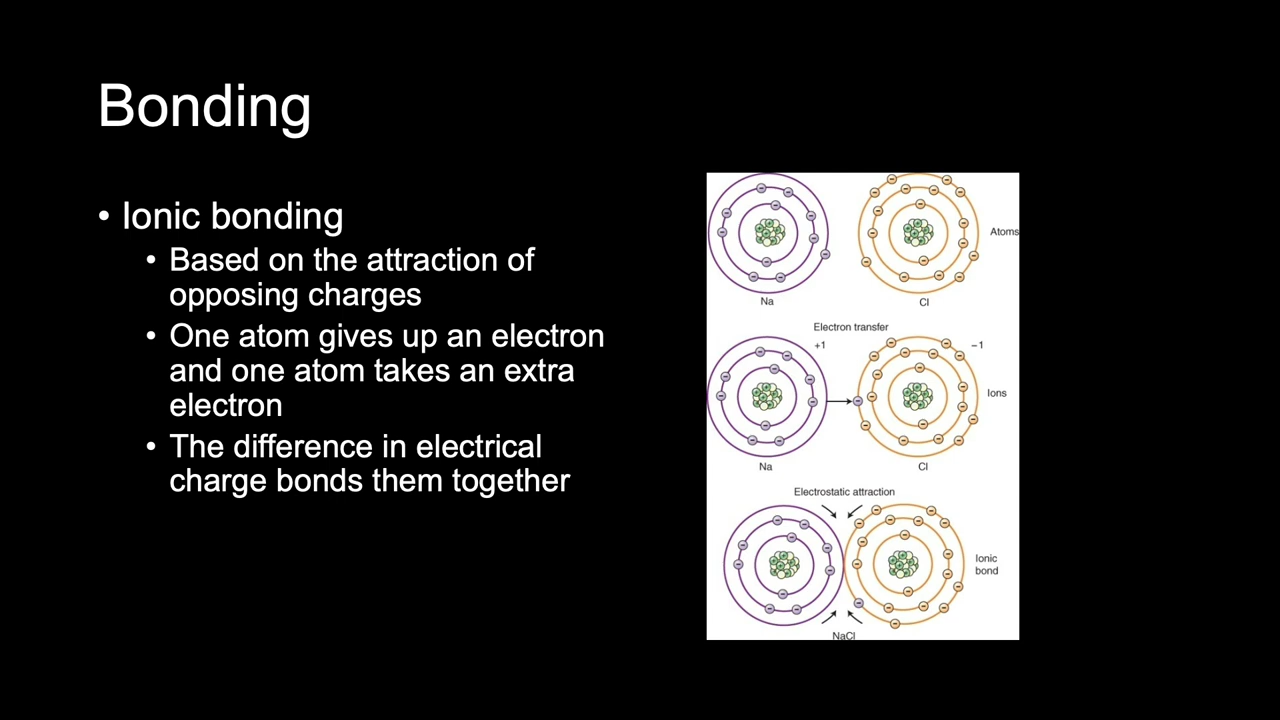 Bonding
• Ionic bonding
• Based on the attraction of
opposing charges
• One atom gives up an electron
and one atom takes an extra
electron
• The difference in electrical
charge bonds them together
Atoms
Na
Cl
Electron transfer
+1
−1
Ions
Na
Cl
Electrostatic attraction
Ionic
bond
NaCl